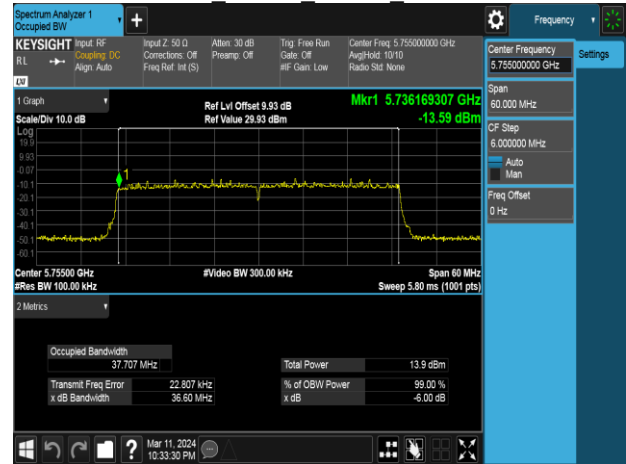 Spectrum Analyzer 1
Occupied BW
+
Frequency
KEYSIGHT
Input: RF
Coupling: DC
Align: Auto
Input Z: 50 Ω
Corrections: Off
Freq Ref: Int (S)
Atten: 30 dB
Preamp: Off
Trig: Free Run
Gate: Off
#IF Gain: Low
Center Freq: 5.755000000 GHz
Avg|Hold: 10/10
Radio Std: None
RL
LXI
Center Frequency
5.755000000 GHz
Settings
Span
60.000 MHz
CF Step
6.000000 MHz
Auto
Man
Freq Offset
0 Hz
1 Graph
Ref Lvl Offset 9.93 dB
Mkr1 5.736169307 GHz
Scale/Div 10.0 dB
Ref Value 29.93 dBm
-13.59 dBm
Log
19.9
9.93
-0.07
-10.1
-20.1
-30.1
-40.1
-50.1
-60.1
1
Center 5.75500 GHz
#Video BW 300.00 kHz
Span 60 MHz
#Res BW 100.00 kHz
Sweep 5.80 ms (1001 pts)
2 Metrics
Occupied Bandwidth
37.707 MHz
Total Power
13.9 dBm
Transmit Freq Error
22.807 kHz
% of OBW Power
99.00 %
x dB Bandwidth
36.60 MHz
x dB
-6.00 dB
?
Mar 11, 2024
10:33:30 PM